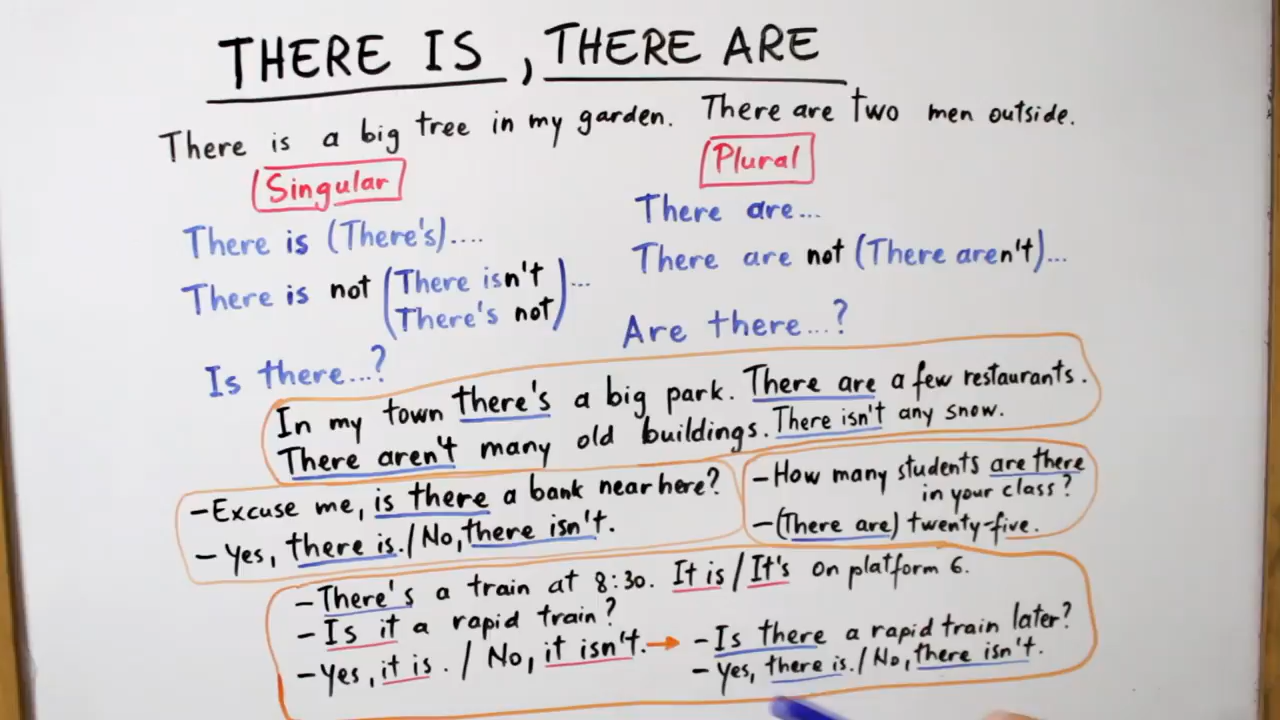 THERE IS, THERE ARE
There is a big tree in my garden. There are two men outside.
Singular
There is (There's)....
There is not (There isn't
There's not)...
Is there...?
Plural
There are...
There are not (There aren't)...
Are there...?
In my town there's a big park. There are a few restaurants.
There aren't many old buildings. There isn't any snow.
-Excuse me, is there a bank near here?
- Yes, there is./No, there isn't.
-How many students are there
in your class?
-(There are) twenty-five.
- There's a train at 8:30. It is / It's on platform 6.
- Is it a rapid train?
- Yes, it is. / No, it isn't. →
- Is there a rapid train later?
- Yes, there is./No, there isn't.